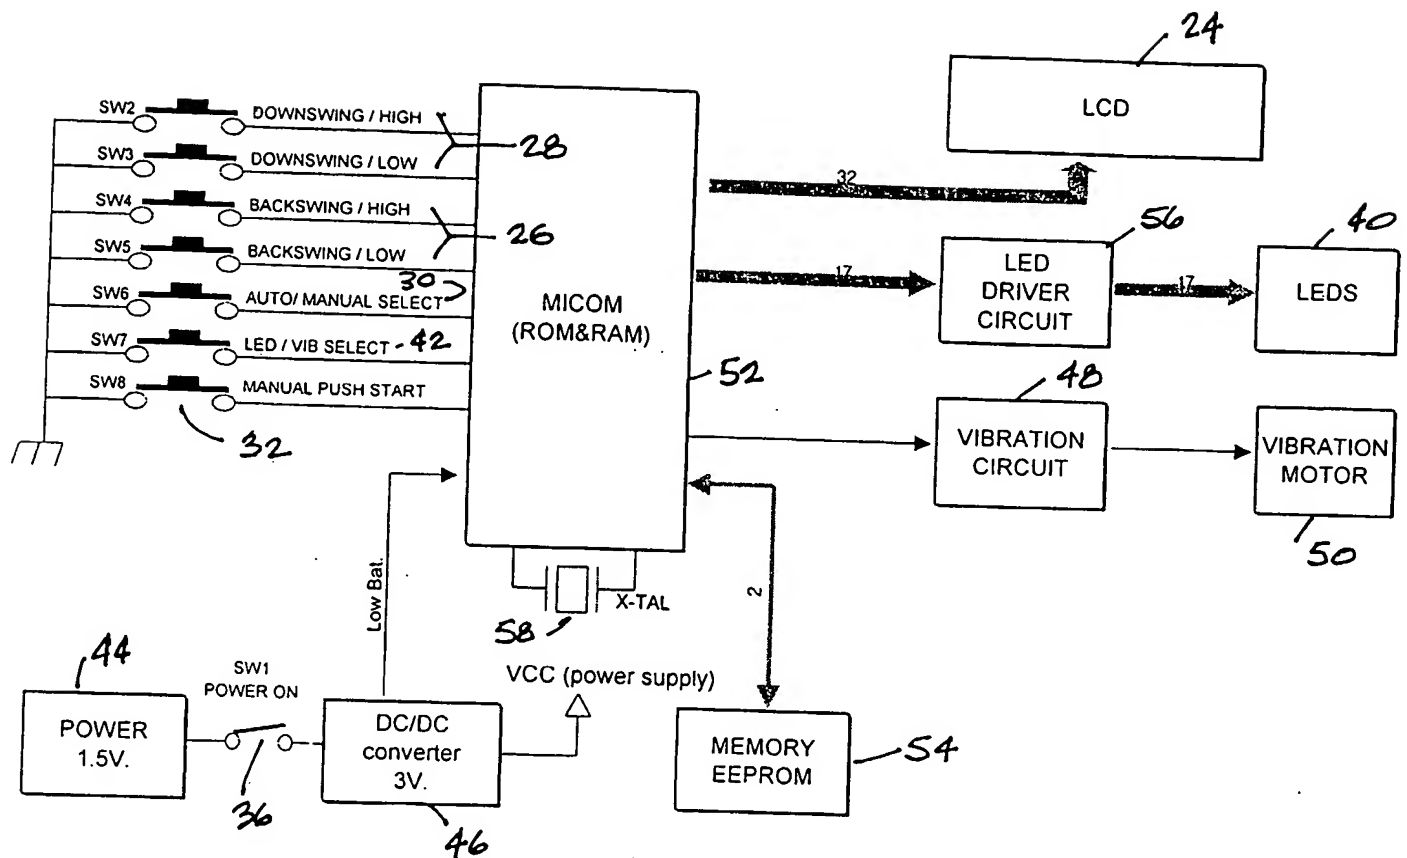 24
LCD
SW2 DOWNSWING / HIGH
28
SW3 DOWNSWING / LOW
SW4 BACKSWING / HIGH
26
SW5 BACKSWING / LOW
30
SW6 AUTO/ MANUAL SELECT
SW7 LED / VIB SELECT -42
SW8 MANUAL PUSH START
32
MICOM
(ROM&RAM)
52
32
17
56
LED
DRIVER
CIRCUIT
17
40
LEDS
48
VIBRATION
CIRCUIT
VIBRATION
MOTOR
50
Low Bat.
X-TAL
58
2
44
POWER
1.5V.
SW1
POWER ON
36
DC/DC
converter
3V.
46
VCC (power supply)
MEMORY
EEPROM
54